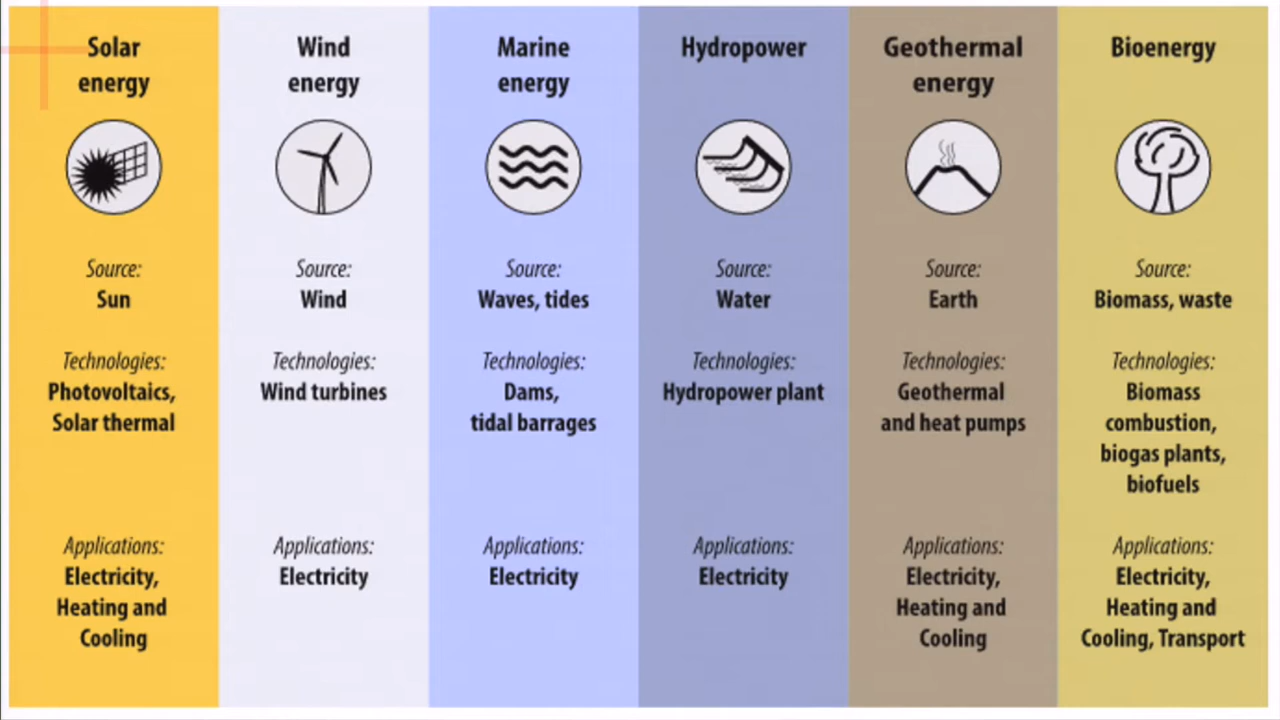 Solar
energy
Source:
Sun
Technologies:
Photovoltaics,
Solar thermal
Applications:
Electricity,
Heating and
Cooling
Wind
energy
Source:
Wind
Technologies:
Wind turbines
Applications:
Electricity
Marine
energy
Source:
Waves, tides
Technologies:
Dams,
tidal barrages
Applications:
Electricity
Hydropower
Source:
Water
Technologies:
Hydropower plant
Applications:
Electricity
Geothermal
energy
Source:
Earth
Technologies:
Geothermal
and heat pumps
Applications:
Electricity,
Heating and
Cooling
Bioenergy
Source:
Biomass, waste
Technologies:
Biomass
combustion,
biogas plants,
biofuels
Applications:
Electricity,
Heating and
Cooling, Transport